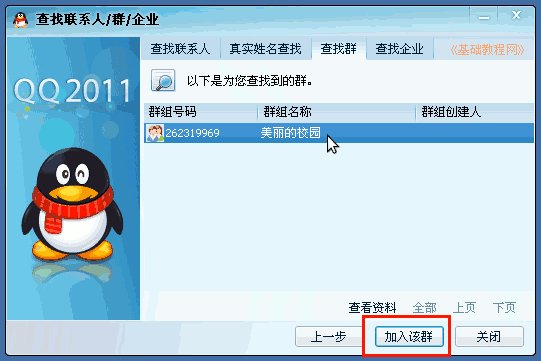 查找联系人/群/企业
查找联系人 真实姓名查找 查找群 查找企业 《基础教程网》
QQ2011
以下是为您查找到的群。
群组号码 群组名称 群组创建人
262319969 美丽的校园
查看资料 全部 上页 下页
上一步 加入该群 关闭